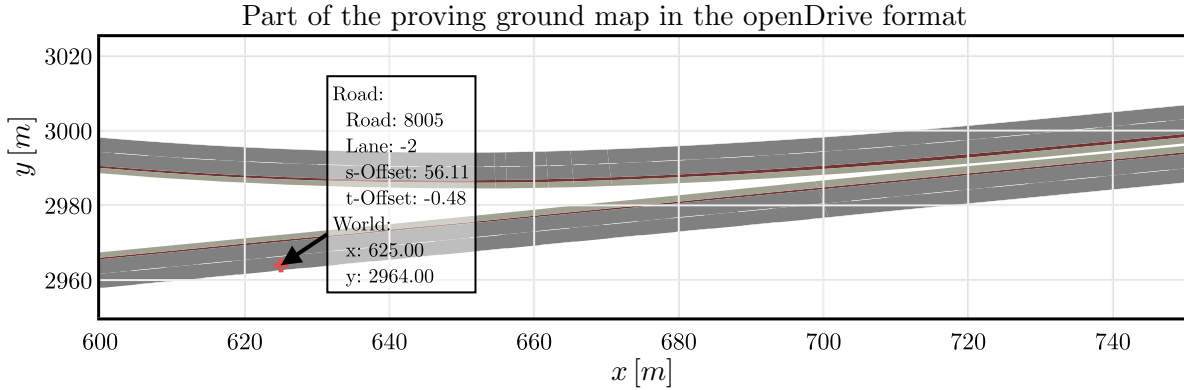 Part of the proving ground map in the openDrive format
3020
3000
2980
2960
y [m]
Road:
Road: 8005
Lane: -2
s-Offset: 56.11
t-Offset: -0.48
World:
x: 625.00
y: 2964.00
600 620 640 660 680 700 720 740
x [m]